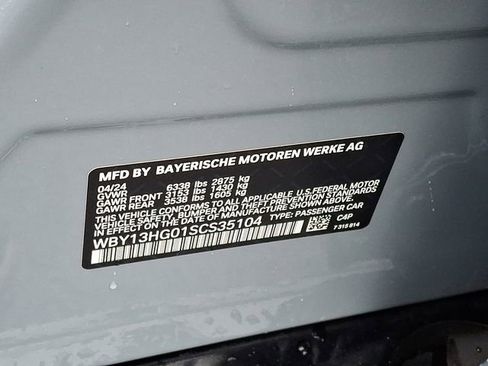 MFD BY BAYERISCHE MOTOREN WERKE AG
04/24
GVWR 6338 lbs 2875 kg
GAWR FRONT 3153 lbs 1430 kg
GAWR REAR 3538 lbs 1605 kg
THIS VEHICLE CONFORMS TO ALL APPLICABLE U.S. FEDERAL MOTOR
VEHICLE SAFETY, BUMPER AND THEFT PREVENTION STANDARDS
IN EFFECT ON THE DATE OF MANUFACTURE SHOWN ABOVE.
WBY13HG01SCS35104 TYPE: PASSENGER CAR
C4P
7 315 814